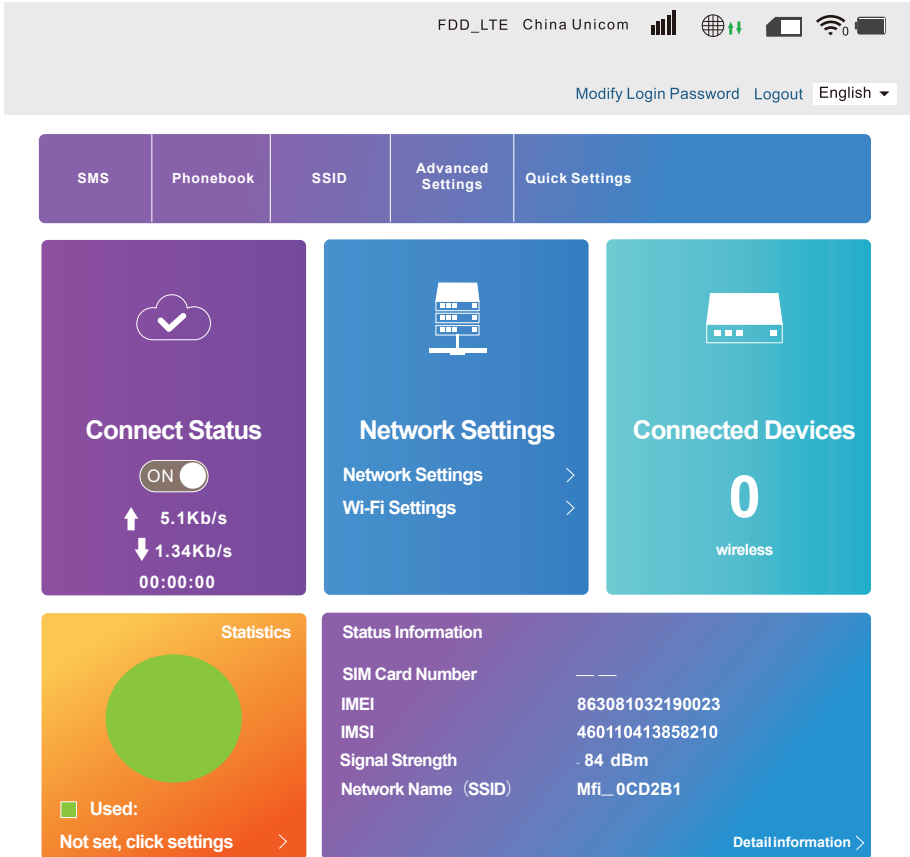 FDD_LTE China Unicom 0
Modify Login Password Logout English
SMS Phonebook SSID Advanced Settings Quick Settings
Connect Status
ON
5.1Kb/s
1.34Kb/s
00:00:00
Network Settings
Network Settings
Wi-Fi Settings
Connected Devices
0
wireless
Statistics
Used:
Not set, click settings
Status Information
SIM Card Number — —
IMEI 863081032190023
IMSI 460110413858210
Signal Strength - 84 dBm
Network Name（SSID） Mfi_0CD2B1
Detail information